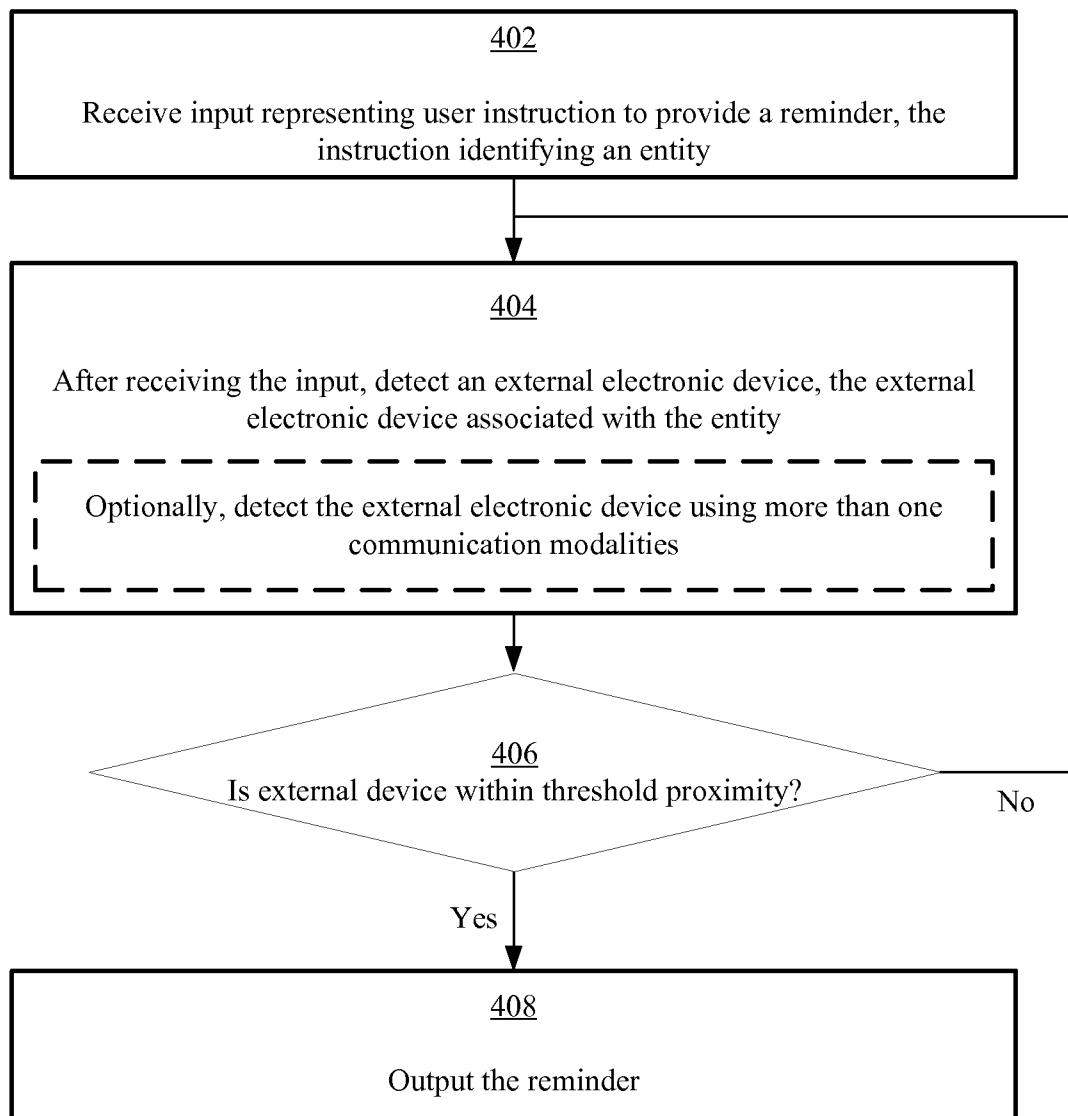 402
Receive input representing user instruction to provide a reminder, the
instruction identifying an entity
404
After receiving the input, detect an external electronic device, the external
electronic device associated with the entity
Optionally, detect the external electronic device using more than one
communication modalities
406
Is external device within threshold proximity?
No
Yes
408
Output the reminder